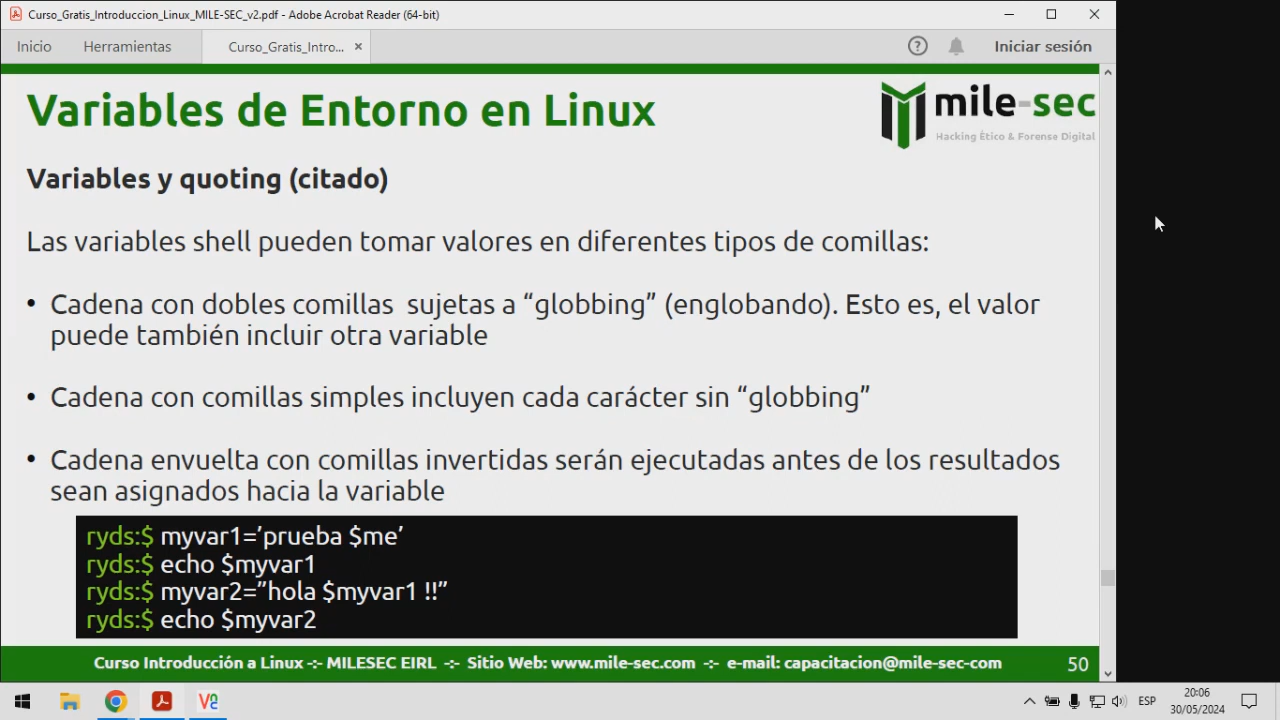 Curso_Gratis_Introduccion_Linux_MILE-SEC_v2.pdf - Adobe Acrobat Reader (64-bit)
Inicio Herramientas Curso_Gratis_Intro... × ? Iniciar sesión
Variables de Entorno en Linux
mile-sec
Hacking Ético & Forense Digital
Variables y quoting (citado)
Las variables shell pueden tomar valores en diferentes tipos de comillas:
• Cadena con dobles comillas  sujetas a “globbing” (englobando). Esto es, el valor
puede también incluir otra variable
• Cadena con comillas simples incluyen cada carácter sin “globbing”
• Cadena envuelta con comillas invertidas serán ejecutadas antes de los resultados
sean asignados hacia la variable
ryds:$ myvar1=’prueba $me’
ryds:$ echo $myvar1
ryds:$ myvar2=”hola $myvar1 !!”
ryds:$ echo $myvar2
Curso Introducción a Linux -:- MILESEC EIRL -:- Sitio Web: www.mile-sec.com -:- e-mail: capacitacion@mile-sec-com 50
ESP
20:06
30/05/2024